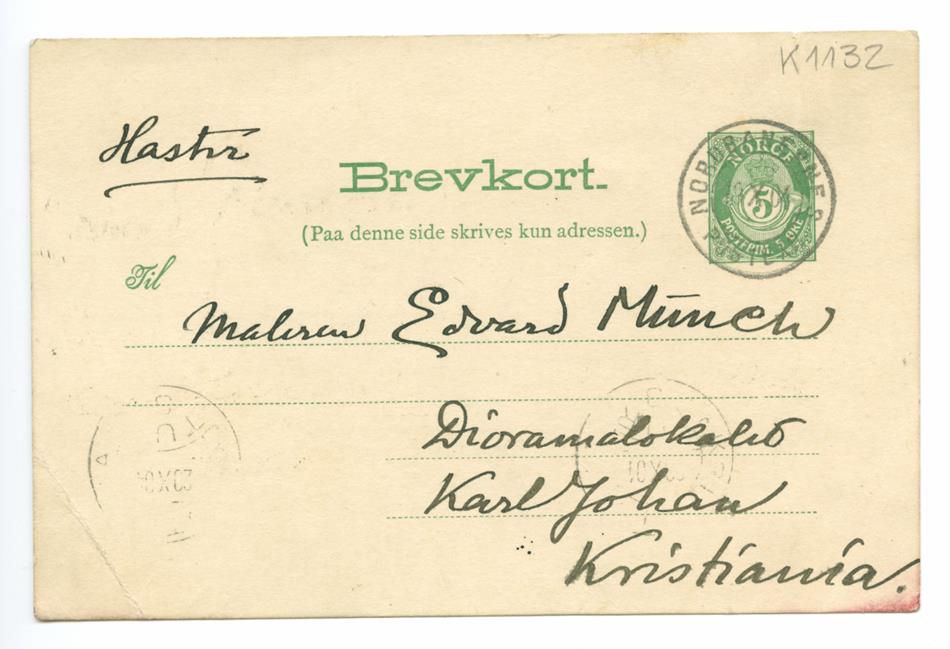 K1132
Haster
Brevkort.
NORGE
5
POSTFRIM. 5 ØRE
(Paa denne side skrives kun adressen.)
Til
Maleren Edvard Münch
Dioramalokalet
Karl Johan
Kristiania.